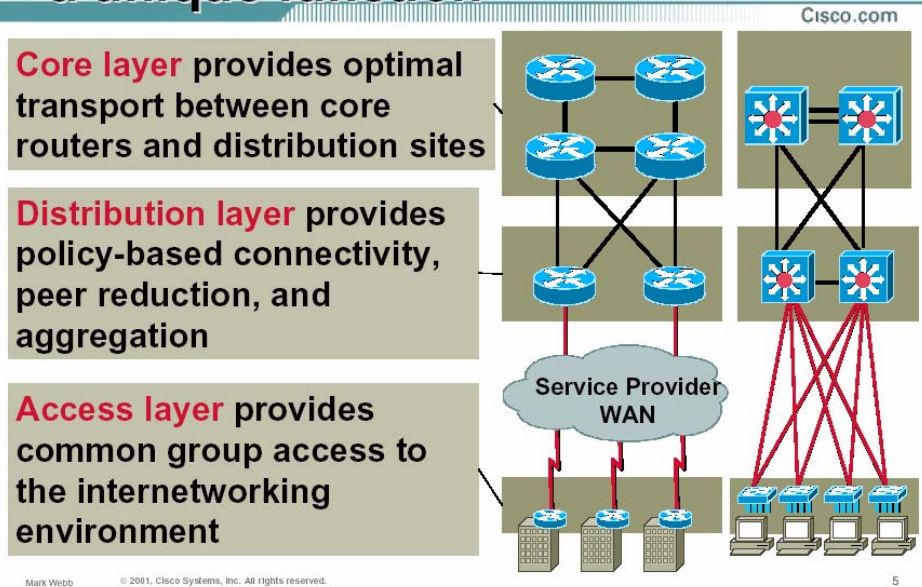 a unique function
Cisco.com
Core layer provides optimal
transport between core
routers and distribution sites
Distribution layer provides
policy-based connectivity,
peer reduction, and
aggregation
Access layer provides
common group access to
the internetworking
environment
Service Provider
WAN
Mark Webb
© 2001, Cisco Systems, Inc. All rights reserved.
5